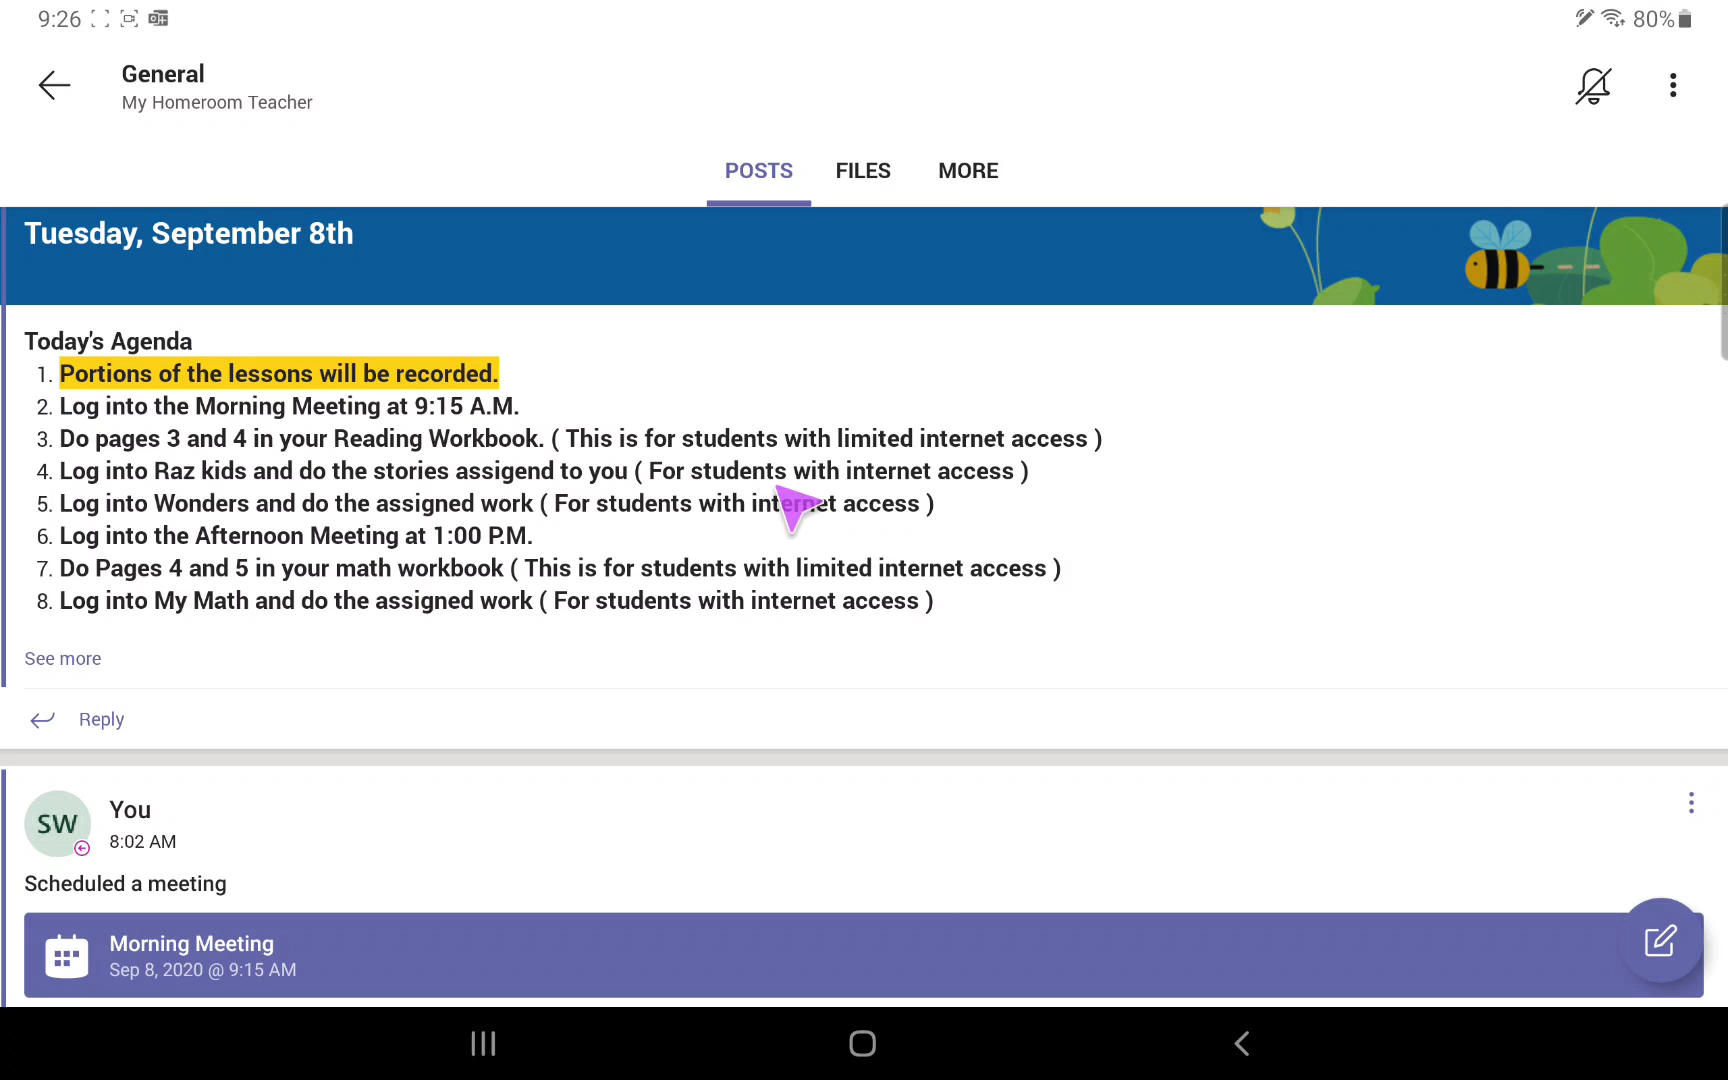 9:26
80%
General
My Homeroom Teacher
POSTS FILES MORE
Tuesday, September 8th
Today's Agenda
1. Portions of the lessons will be recorded.
2. Log into the Morning Meeting at 9:15 A.M.
3. Do pages 3 and 4 in your Reading Workbook. ( This is for students with limited internet access )
4. Log into Raz kids and do the stories assigend to you ( For students with internet access )
5. Log into Wonders and do the assigned work ( For students with internet access )
6. Log into the Afternoon Meeting at 1:00 P.M.
7. Do Pages 4 and 5 in your math workbook ( This is for students with limited internet access )
8. Log into My Math and do the assigned work ( For students with internet access )
See more
Reply
SW
You
8:02 AM
Scheduled a meeting
Morning Meeting
Sep 8, 2020 @ 9:15 AM